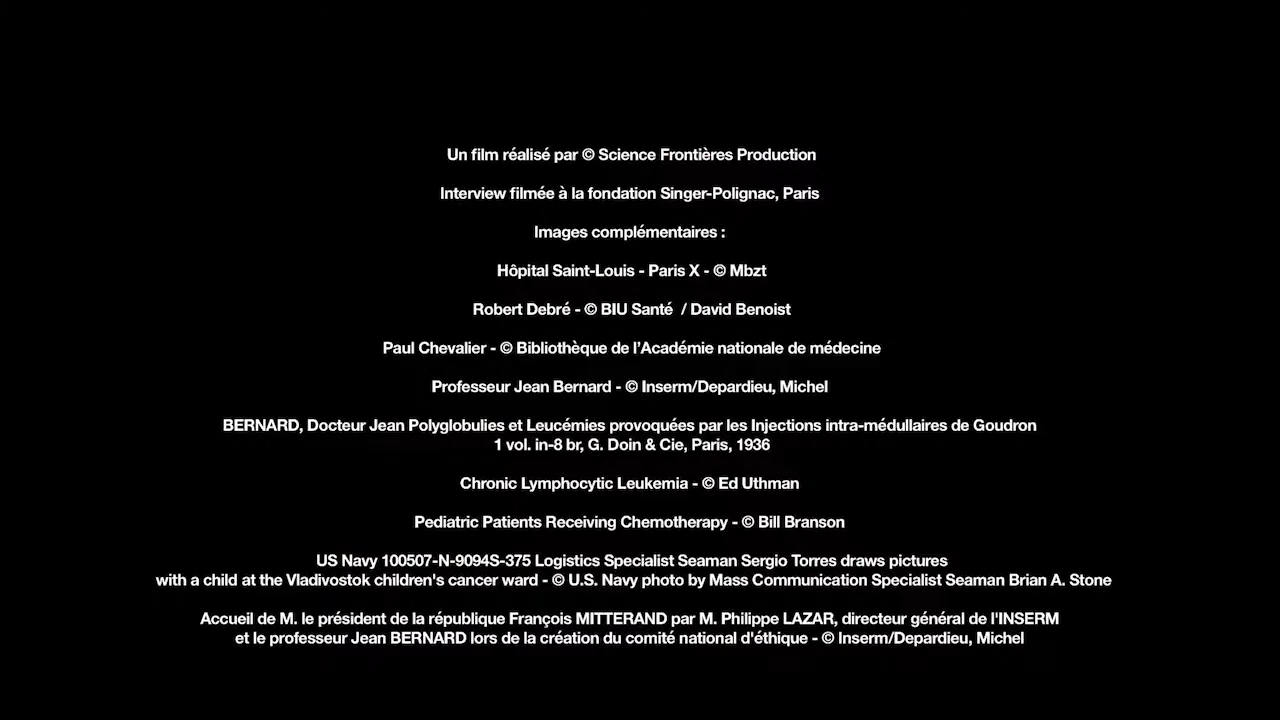 Un film réalisé par © Science Frontières Production
Interview filmée à la fondation Singer-Polignac, Paris
Images complémentaires :
Hôpital Saint-Louis - Paris X - © Mbzt
Robert Debré - © BIU Santé / David Benoist
Paul Chevalier - © Bibliothèque de l’Académie nationale de médecine
Professeur Jean Bernard - © Inserm/Depardieu, Michel
BERNARD, Docteur Jean Polyglobulies et Leucémies provoquées par les Injections intra-médullaires de Goudron
1 vol. in-8 br, G. Doin & Cie, Paris, 1936
Chronic Lymphocytic Leukemia - © Ed Uthman
Pediatric Patients Receiving Chemotherapy - © Bill Branson
US Navy 100507-N-9094S-375 Logistics Specialist Seaman Sergio Torres draws pictures
with a child at the Vladivostok children's cancer ward - © U.S. Navy photo by Mass Communication Specialist Seaman Brian A. Stone
Accueil de M. le président de la république François MITTERAND par M. Philippe LAZAR, directeur général de l'INSERM
et le professeur Jean BERNARD lors de la création du comité national d'éthique - © Inserm/Depardieu, Michel